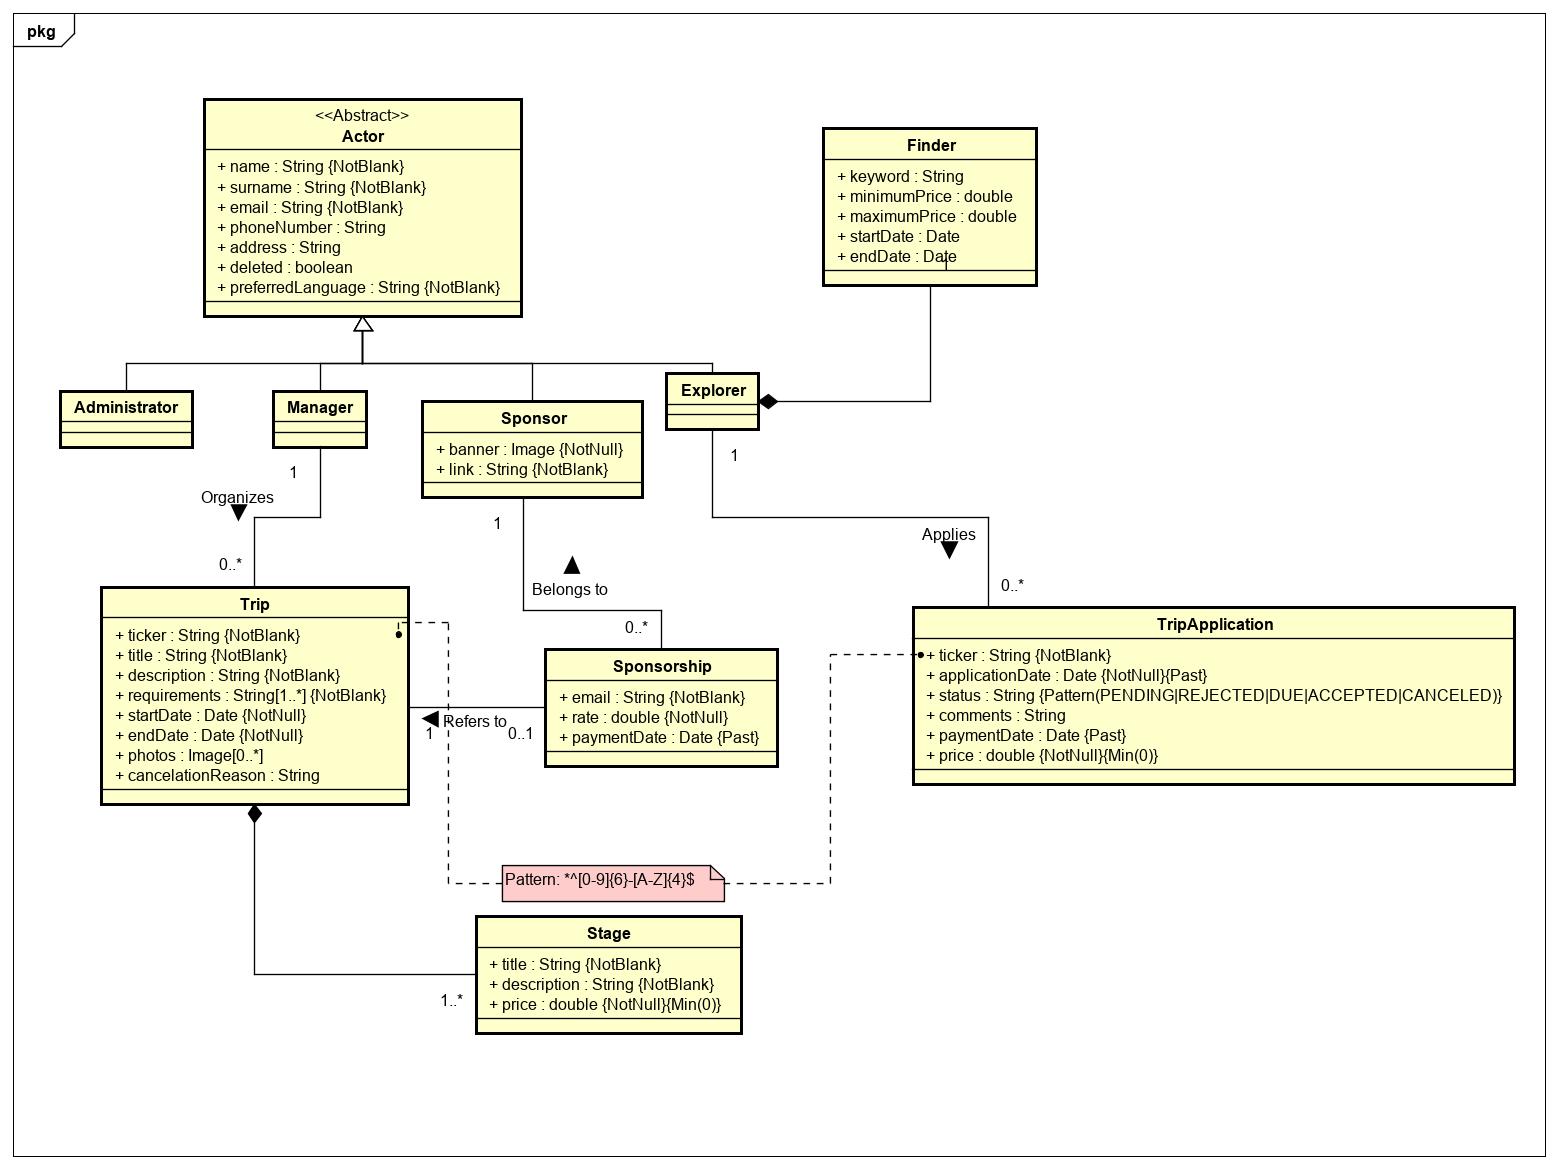 pkg
<<Abstract>>
Actor
+ name : String {NotBlank}
+ surname : String {NotBlank}
+ email : String {NotBlank}
+ phoneNumber : String
+ address : String
+ deleted : boolean
+ preferredLanguage : String {NotBlank}
Finder
+ keyword : String
+ minimumPrice : double
+ maximumPrice : double
+ startDate : Date
+ endDate : Date
1
Administrator
Manager
Sponsor
+ banner : Image {NotNull}
+ link : String {NotBlank}
Explorer
1
Organizes
0..*
1
Belongs to
0..*
1
Applies
0..*
Trip
+ ticker : String {NotBlank}
+ title : String {NotBlank}
+ description : String {NotBlank}
+ requirements : String[1..*] {NotBlank}
+ startDate : Date {NotNull}
+ endDate : Date {NotNull}
+ photos : Image[0..*]
+ cancelationReason : String
Refers to
1
0..1
Sponsorship
+ email : String {NotBlank}
+ rate : double {NotNull}
+ paymentDate : Date {Past}
TripApplication
+ ticker : String {NotBlank}
+ applicationDate : Date {NotNull}{Past}
+ status : String {Pattern(PENDING|REJECTED|DUE|ACCEPTED|CANCELED)}
+ comments : String
+ paymentDate : Date {Past}
+ price : double {NotNull}{Min(0)}
Pattern: *^[0-9]{6}-[A-Z]{4}$
Stage
+ title : String {NotBlank}
+ description : String {NotBlank}
+ price : double {NotNull}{Min(0)}
1..*